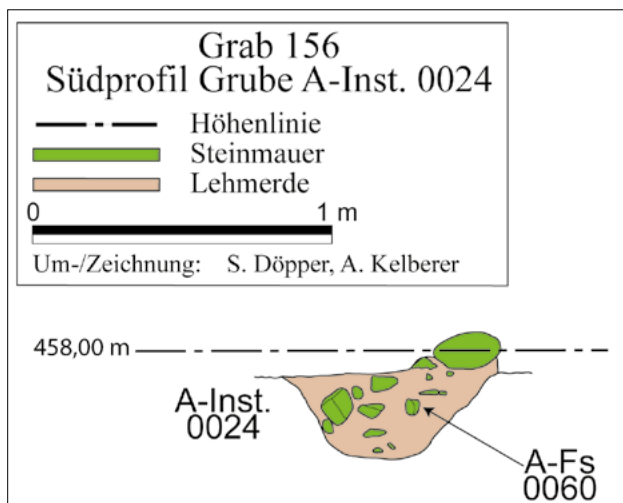 Grab 156
Südprofil Grube A-Inst. 0024
Höhenlinie
Steinmauer
Lehmerde
0 1 m
Um-/Zeichnung: S. Döpper, A. Kelberer
458,00 m
A-Inst.
0024
A-Fs
0060